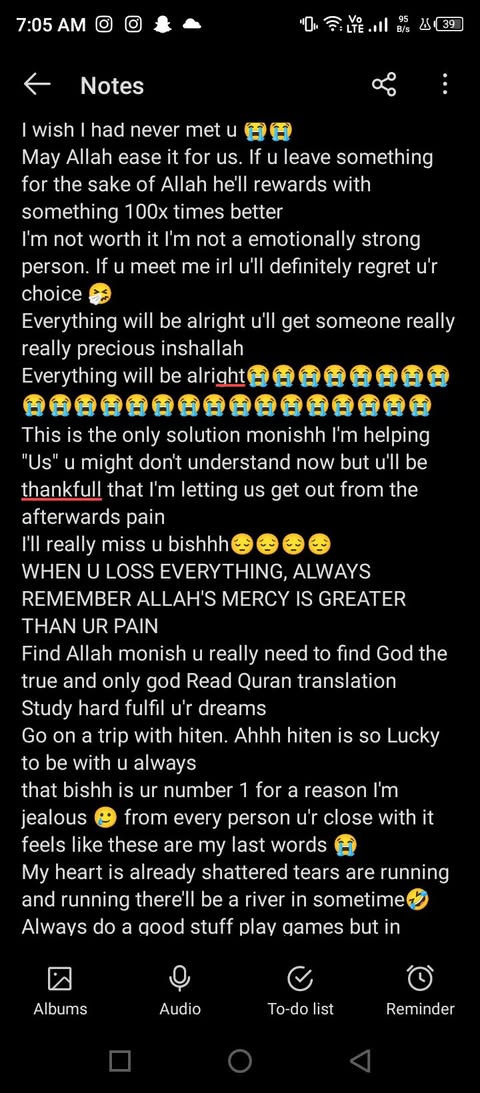 7:05 AM Vo LTE 95 B/s 39
Notes
I wish I had never met u 😭😭
May Allah ease it for us. If u leave something
for the sake of Allah he'll rewards with
something 100x times better
I'm not worth it I'm not a emotionally strong
person. If u meet me irl u'll definitely regret u'r
choice 🤧
Everything will be alright u'll get someone really
really precious inshallah
Everything will be alright😭😭😭😭😭😭😭😭
😭😭😭😭😭😭😭😭😭😭😭😭😭😭😭😭
This is the only solution monishh I'm helping
"Us" u might don't understand now but u'll be
thankfull that I'm letting us get out from the
afterwards pain
I'll really miss u bishhh😔😔😔😔
WHEN U LOSS EVERYTHING, ALWAYS
REMEMBER ALLAH'S MERCY IS GREATER
THAN UR PAIN
Find Allah monish u really need to find God the
true and only god Read Quran translation
Study hard fulfil u'r dreams
Go on a trip with hiten. Ahhh hiten is so Lucky
to be with u always
that bishh is ur number 1 for a reason I'm
jealous 🥲 from every person u'r close with it
feels like these are my last words 😭
My heart is already shattered tears are running
and running there'll be a river in sometime🤣
Always do a good stuff play games but in
Albums Audio To-do list Reminder